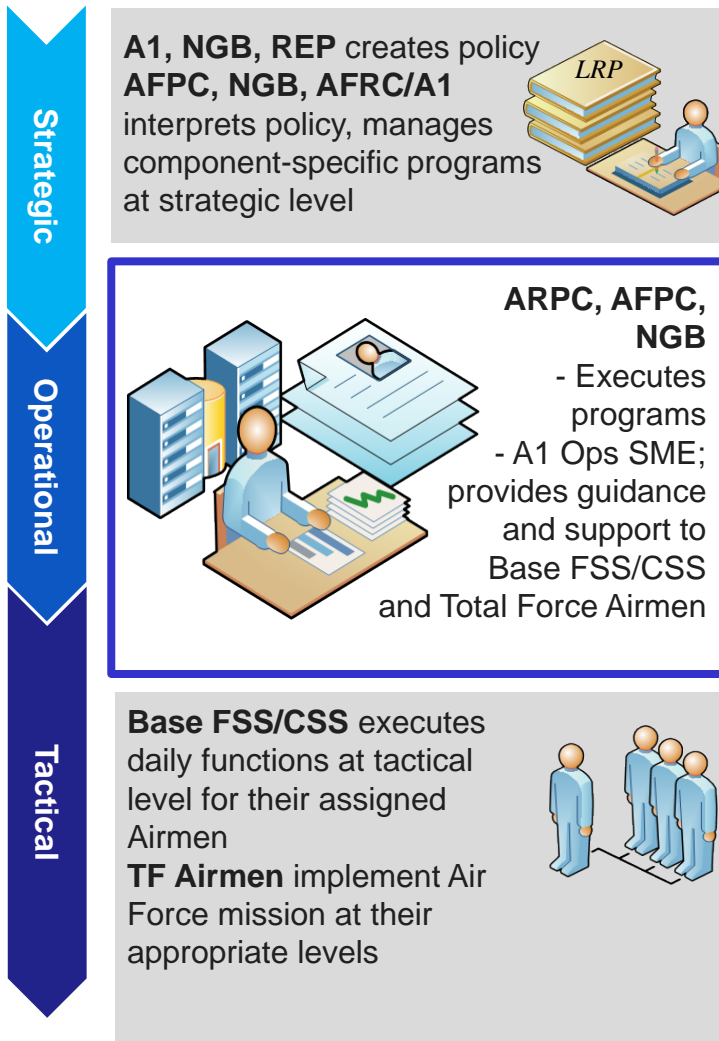 Strategic
A1, NGB, REP creates policy
AFPC, NGB, AFRC/A1
interprets policy, manages
component-specific programs
at strategic level
LRP
Operational
ARPC, AFPC,
NGB
- Executes
programs
- A1 Ops SME;
provides guidance
and support to
Base FSS/CSS
and Total Force Airmen
Tactical
Base FSS/CSS executes
daily functions at tactical
level for their assigned
Airmen
TF Airmen implement Air
Force mission at their
appropriate levels